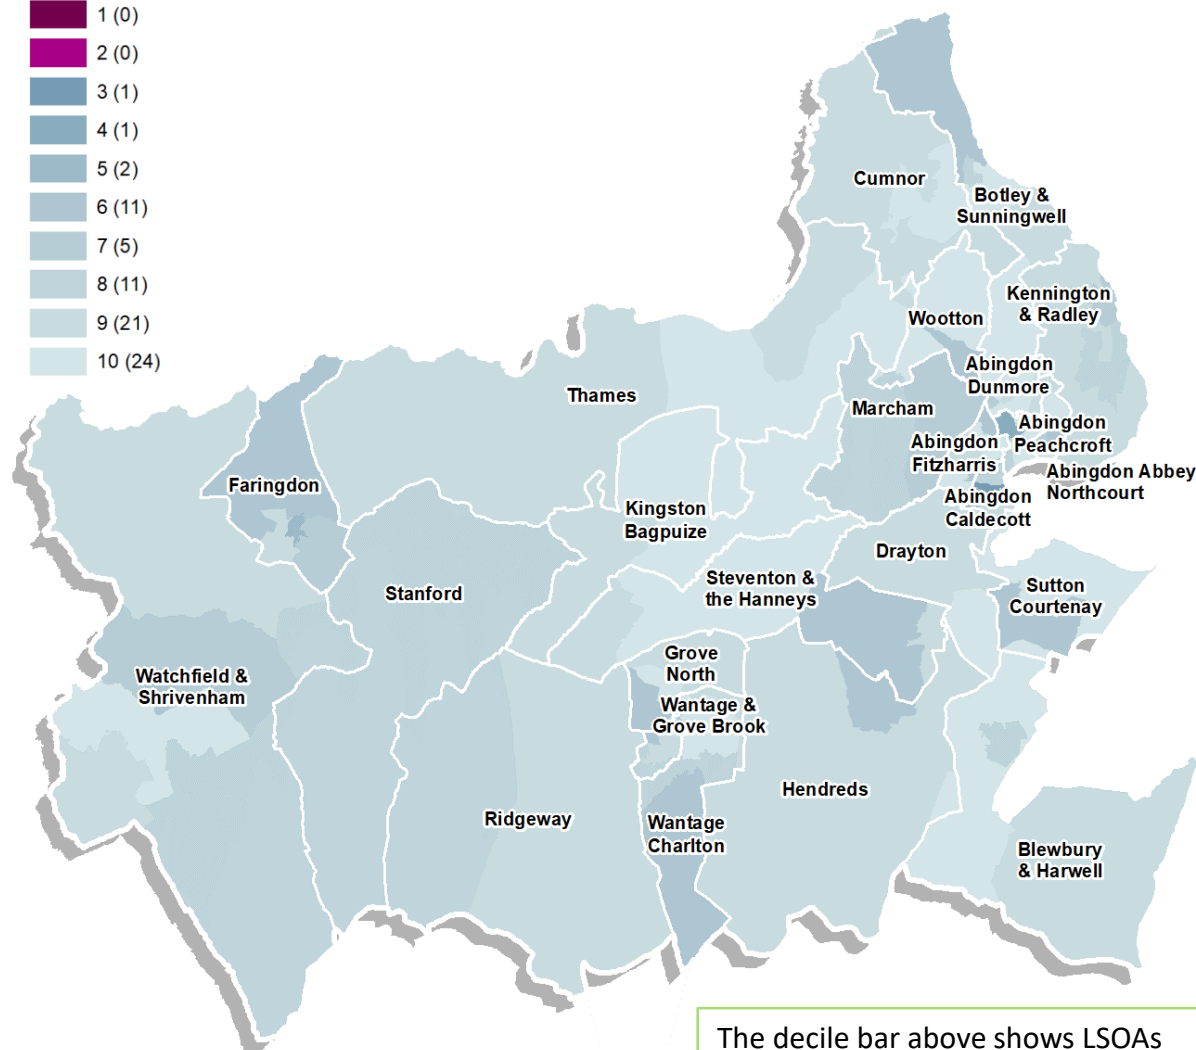 1 (0)
2 (0)
3 (1)
4 (1)
5 (2)
6 (11)
7 (5)
8 (11)
9 (21)
10 (24)
Cumnor
Botley &
Sunningwell
Kennington
& Radley
Wootton
Abingdon
Dunmore
Thames
Marcham
Abingdon
Peachcroft
Abingdon
Fitzharris
Abingdon Abbey
Northcourt
Faringdon
Abingdon
Caldecott
Kingston
Bagpuize
Drayton
Steventon &
the Hanneys
Sutton
Courtenay
Stanford
Grove
North
Watchfield &
Shrivenham
Wantage &
Grove Brook
Hendreds
Ridgeway
Wantage
Charlton
Blewbury
& Harwell
The decile bar above shows LSOAs